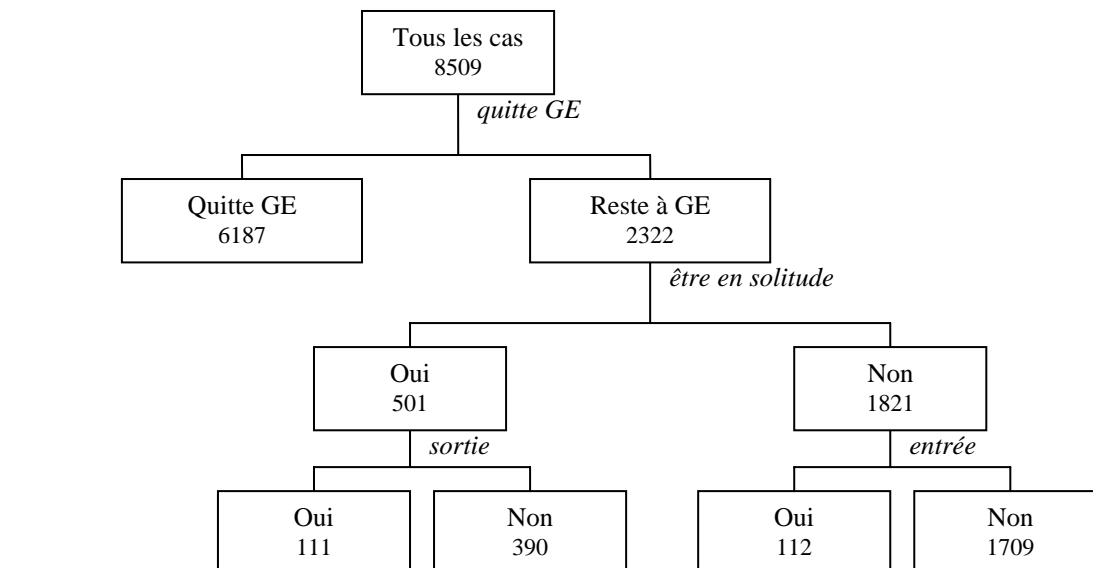 Tous les cas
8509
quitte GE
Quitte GE
6187
Reste à GE
2322
être en solitude
Oui
501
Non
1821
sortie
entrée
Oui
111
Non
390
Oui
112
Non
1709